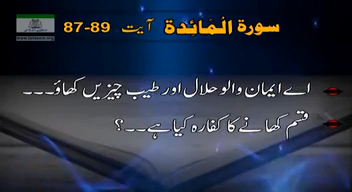 سورۃ المائدۃ آیت 87-89
اے ایمان والو حلال اور طیب چیزیں کھاؤ۔۔۔
قسم کھانے کا کفارہ کیا ہے۔۔؟